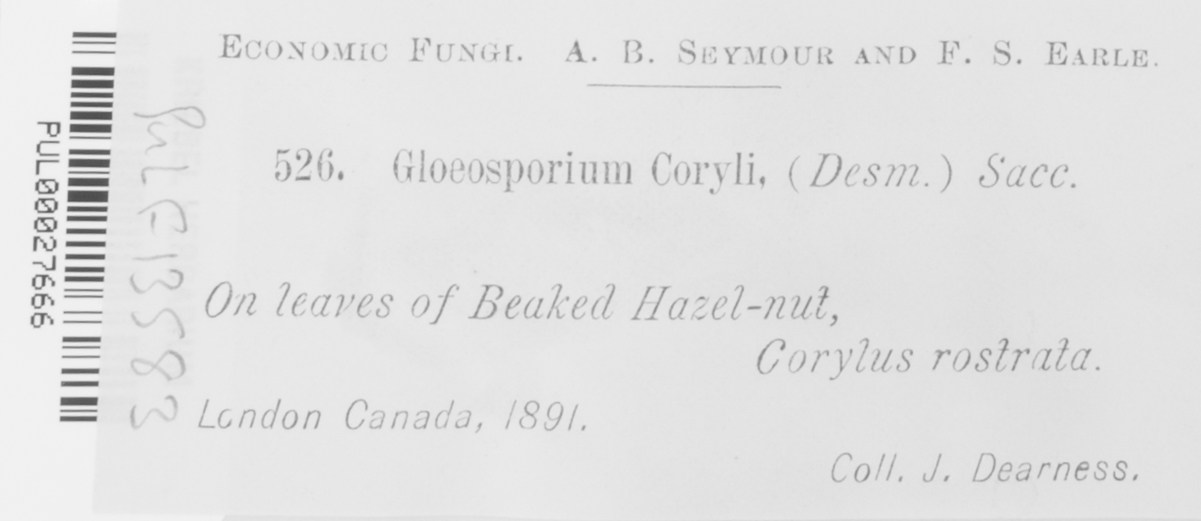 ECONOMIC FUNGI. A. B. SEYMOUR AND F. S. EARLE.
526. Gloeosporium Coryli, (Desm.) Sacc.
On leaves of Beaked Hazel-nut,
Corylus rostrata.
London Canada, 1891.
Coll. J. Dearness.
PUL00027666
PUL F13583